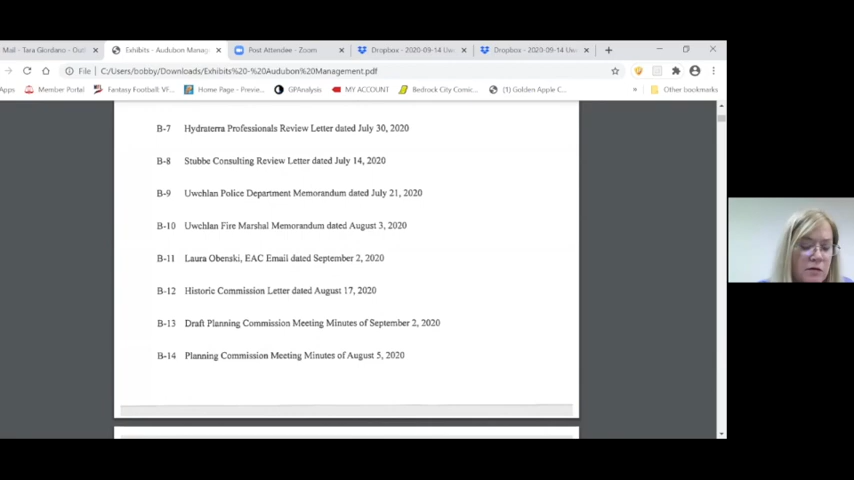 Mail - Tara Giordano - Out
Exhibits - Audubon Manag
Post Attendee - Zoom
Dropbox - 2020-09-14 Uw
Dropbox - 2020-09-14 Uw
File
C:/Users/bobby/Downloads/Exhibits%20-%20Audubon%20Management.pdf
Apps
Member Portal
Fantasy Football: VF...
Home Page - Previe...
GPAnalysis
MY ACCOUNT
Bedrock City Comic...
(1) Golden Apple C...
»
Other bookmarks
B-7 Hydraterra Professionals Review Letter dated July 30, 2020
B-8 Stubbe Consulting Review Letter dated July 14, 2020
B-9 Uwchlan Police Department Memorandum dated July 21, 2020
B-10 Uwchlan Fire Marshal Memorandum dated August 3, 2020
B-11 Laura Obenski, EAC Email dated September 2, 2020
B-12 Historic Commission Letter dated August 17, 2020
B-13 Draft Planning Commission Meeting Minutes of September 2, 2020
B-14 Planning Commission Meeting Minutes of August 5, 2020